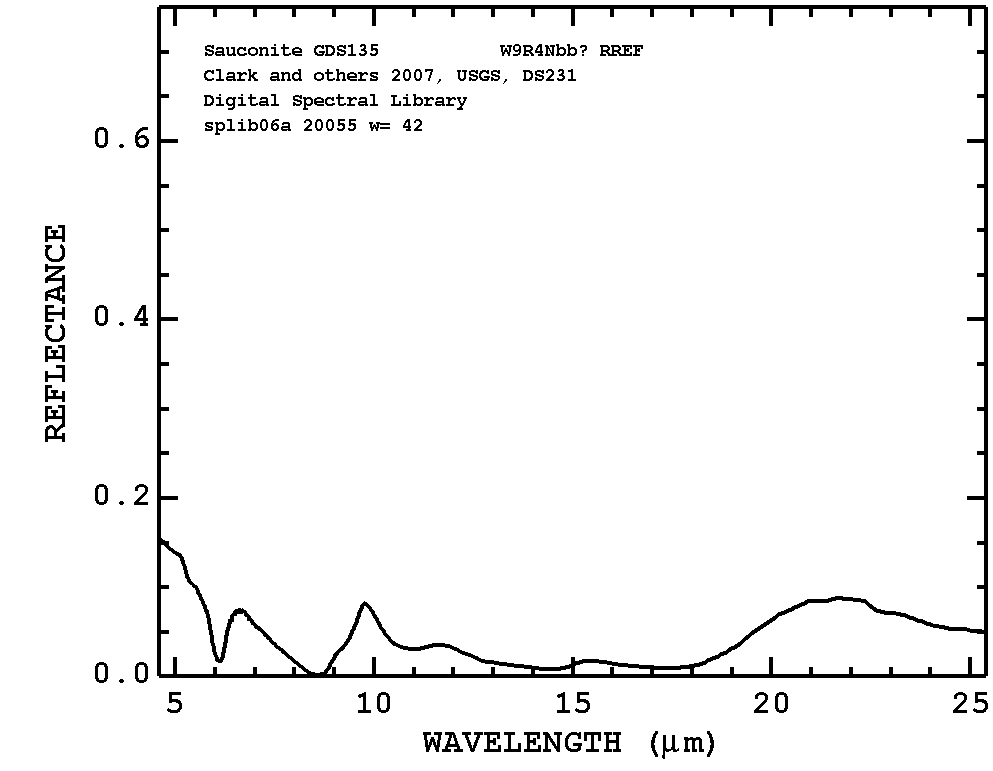 Sauconite GDS135 W9R4Nbb? RREF
Clark and others 2007, USGS, DS231
Digital Spectral Library
splib06a 20055 w= 42
0.6
0.4
0.2
0.0
REFLECTANCE
5 10 15 20 25
WAVELENGTH (μm)